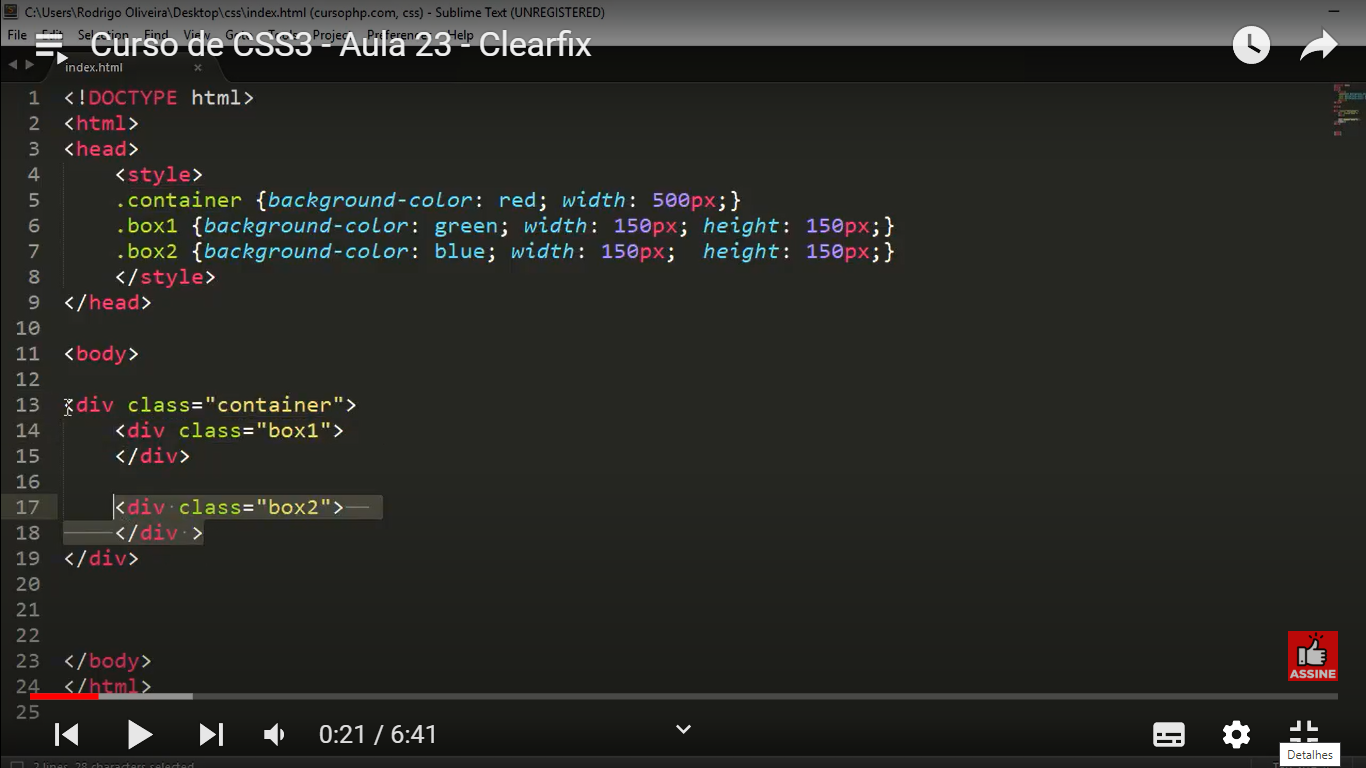 C:\Users\Rodrigo Oliveira\Desktop\css\index.html (cursophp.com, css) - Sublime Text (UNREGISTERED)
File Edit Selection Find View Goto Tools Project Preferences Help
Curso de CSS3 - Aula 23 - Clearfix
index.html ×
1 <!DOCTYPE html>
2 <html>
3 <head>
4 <style>
5 .container {background-color: red; width: 500px;}
6 .box1 {background-color: green; width: 150px; height: 150px;}
7 .box2 {background-color: blue; width: 150px;  height: 150px;}
8 </style>
9 </head>
10
11 <body>
12
13 <div class="container">
14 <div class="box1">
15 </div>
16
17 <div class="box2">
18 </div >
19 </div>
20
21
22
23 </body>
24 </html>
25
ASSINE
0:21 / 6:41
Detalhes
2 lines, 28 characters selected